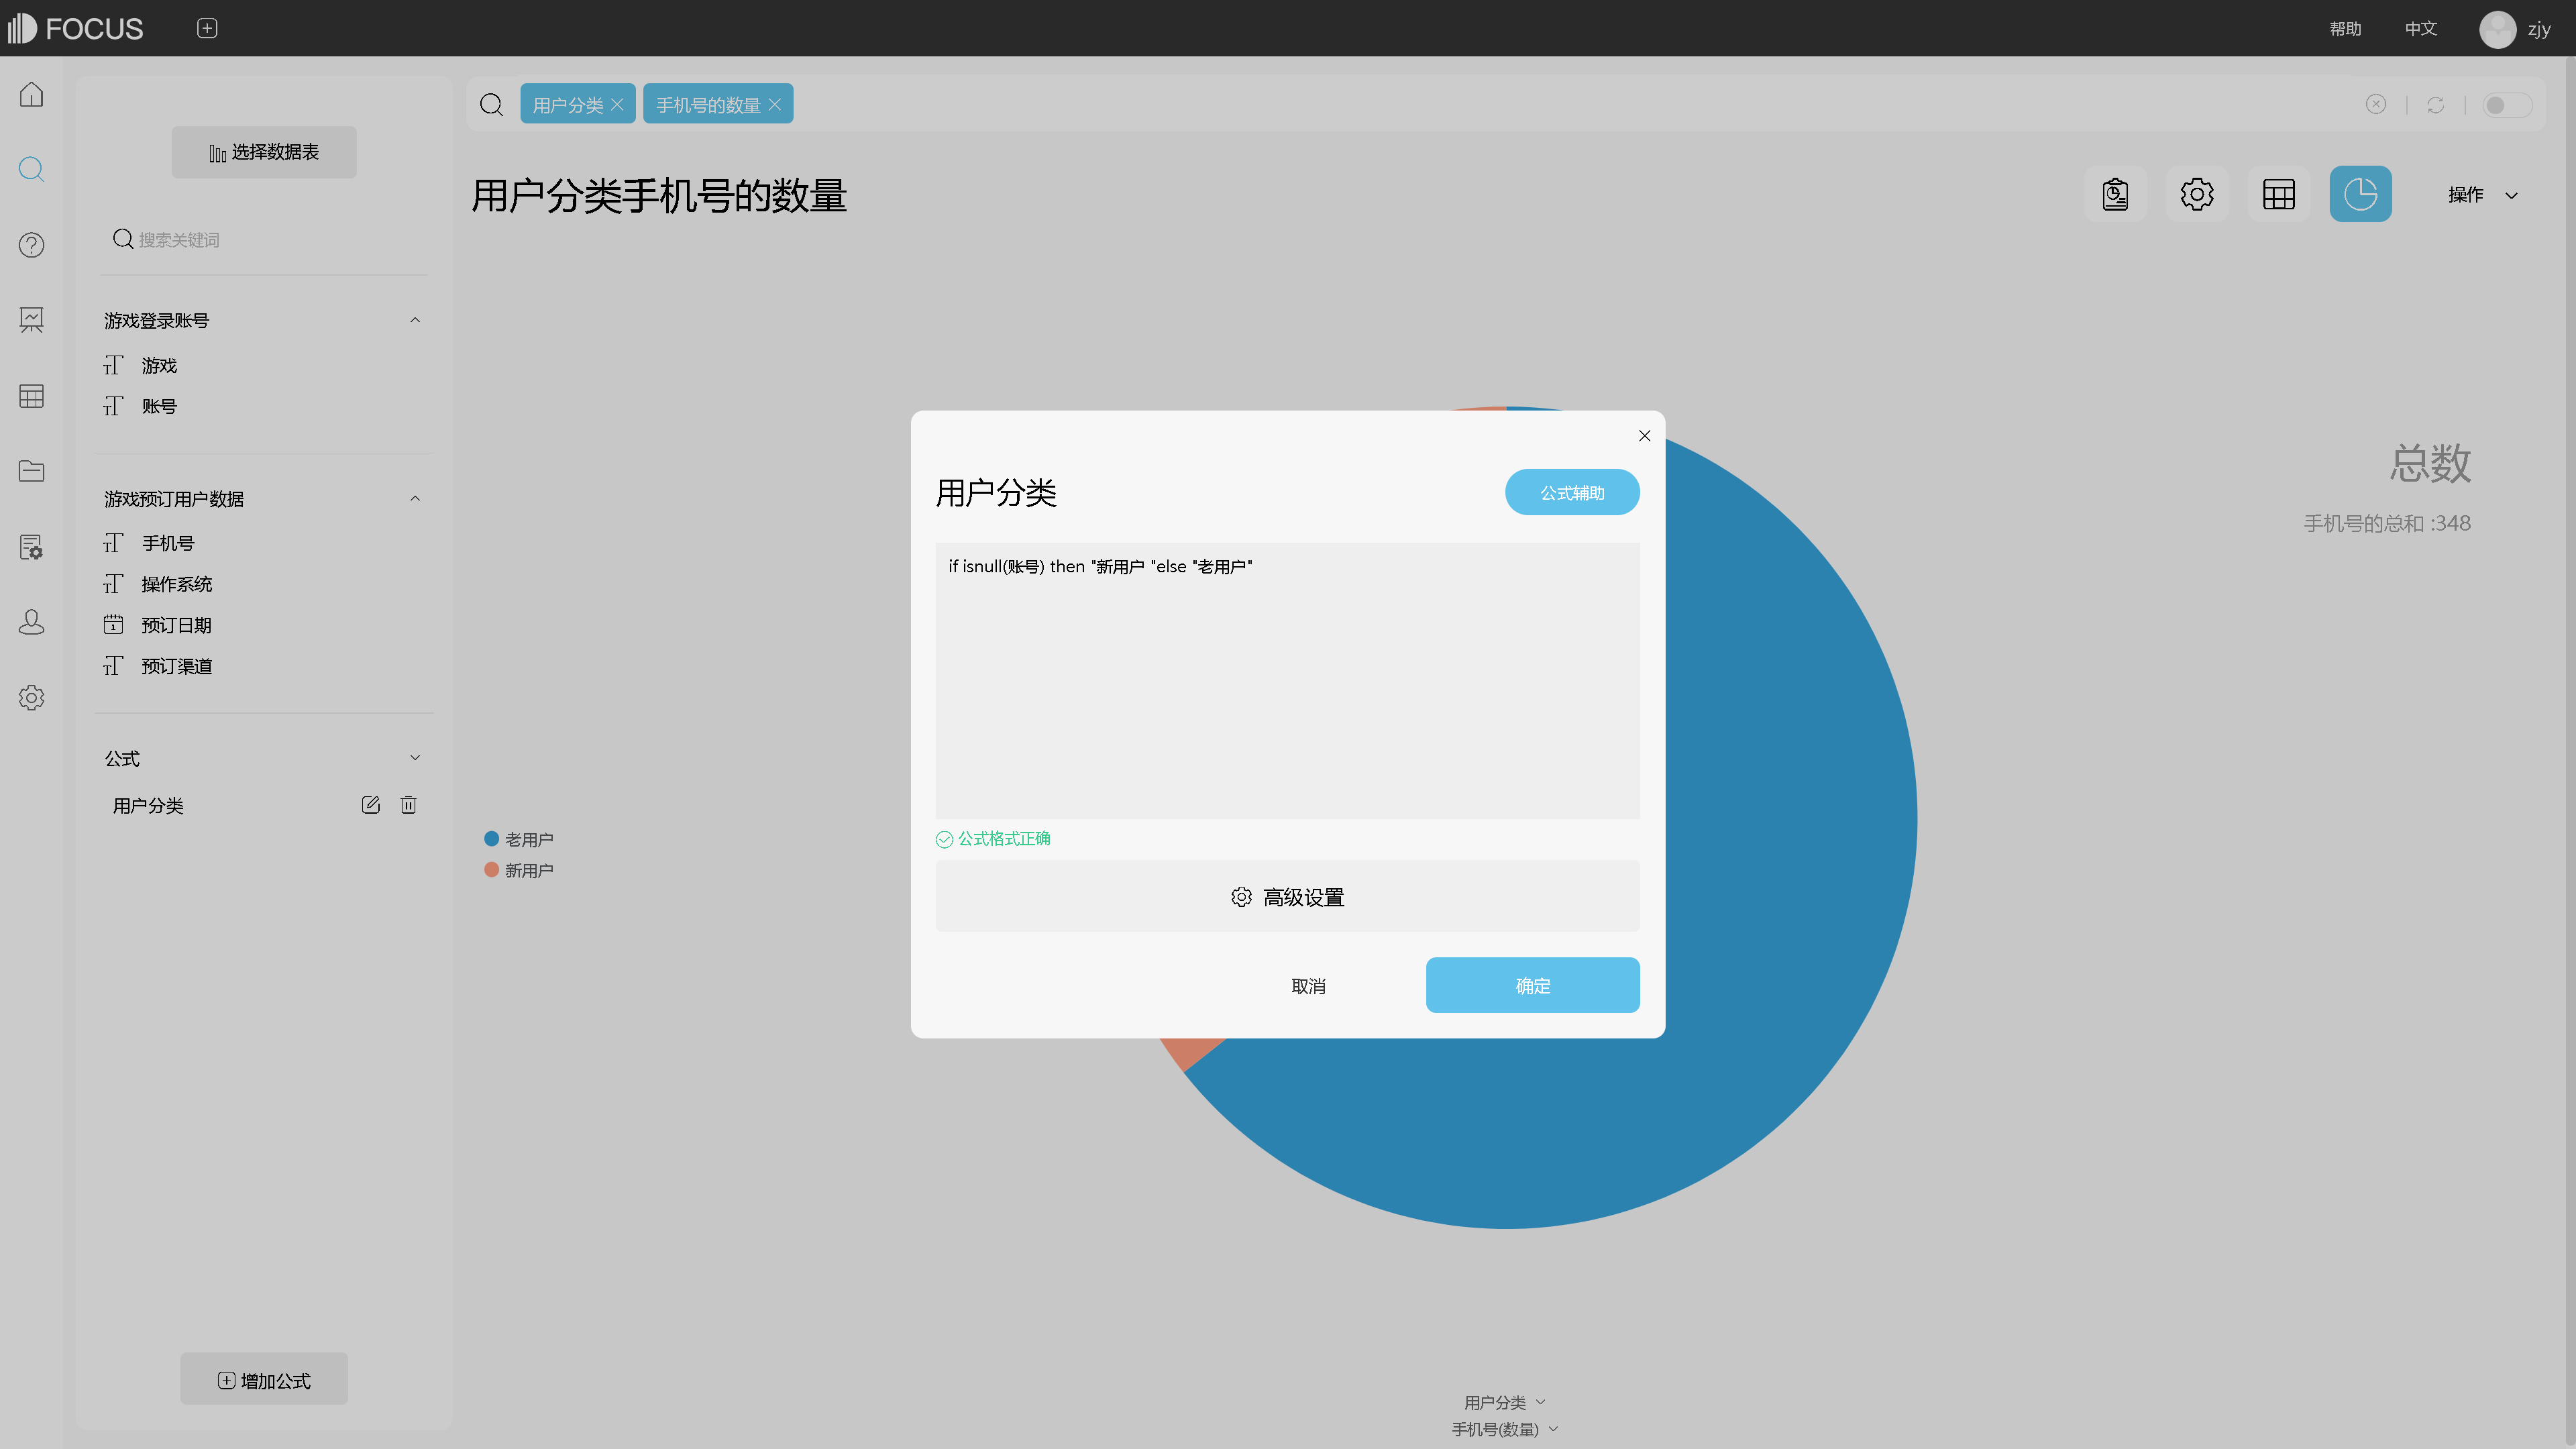 FOCUS
帮助
中文
zjy
选择数据表
搜索关键词
游戏登录账号
游戏
账号
游戏预订用户数据
手机号
操作系统
预订日期
预订渠道
公式
用户分类
增加公式
用户分类
手机号的数量
用户分类手机号的数量
操作
总数
手机号的总和 :348
老用户
新用户
用户分类
公式辅助
if isnull(账号) then "新用户 "else "老用户"
公式格式正确
高级设置
取消
确定
用户分类
手机号(数量)